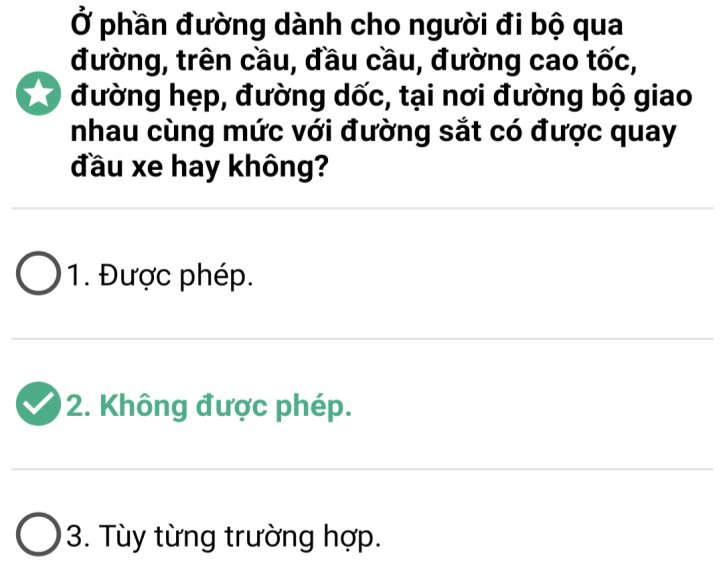 Ở phần đường dành cho người đi bộ qua
đường, trên cầu, đầu cầu, đường cao tốc,
đường hẹp, đường dốc, tại nơi đường bộ giao
nhau cùng mức với đường sắt có được quay
đầu xe hay không?
1. Được phép.
2. Không được phép.
3. Tùy từng trường hợp.